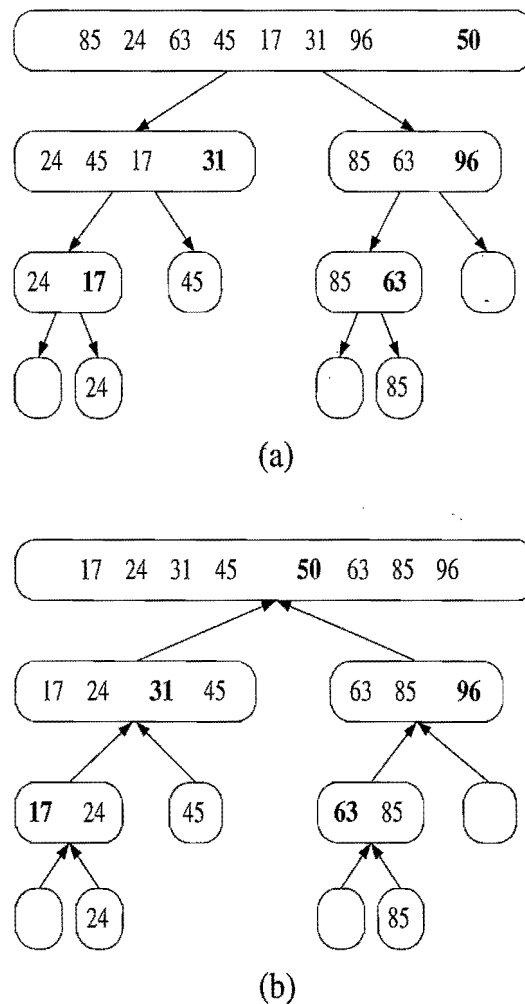 85 24 63 45 17 31 96 50
24 45 17 31 85 63 96
24 17 45 85 63
24 85
(a)
17 24 31 45 50 63 85 96
17 24 31 45 63 85 96
17 24 45 63 85
24 85
(b)